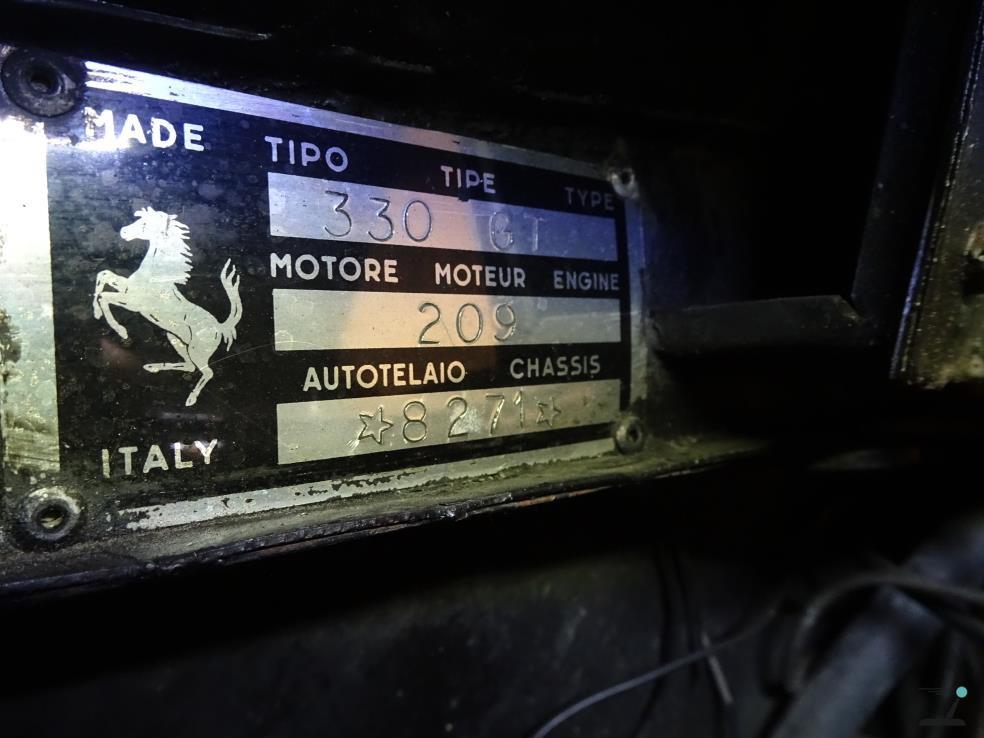 MADE
TIPO TIPE TYPE
330 GT
MOTORE MOTEUR ENGINE
209
AUTOTELAIO CHASSIS
☆8271☆
ITALY